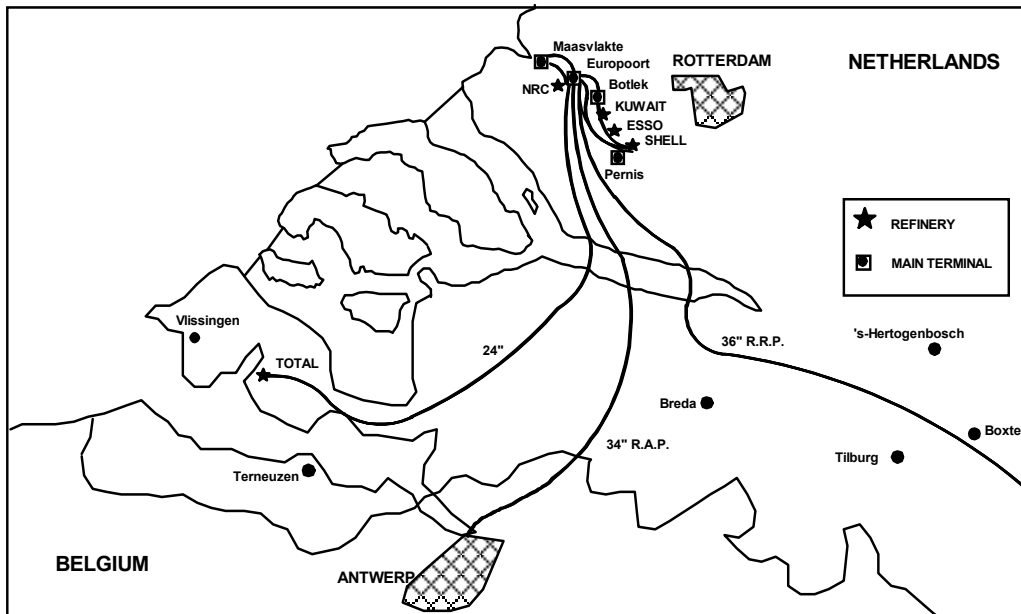 Maasvlakte
Europoort
ROTTERDAM
NETHERLANDS
NRC
Botlek
KUWAIT
ESSO
SHELL
Pernis
REFINERY
MAIN TERMINAL
Vlissingen
TOTAL
24"
36" R.R.P.
's-Hertogenbosch
Breda
Boxte
34" R.A.P.
Tilburg
Terneuzen
BELGIUM
ANTWERP